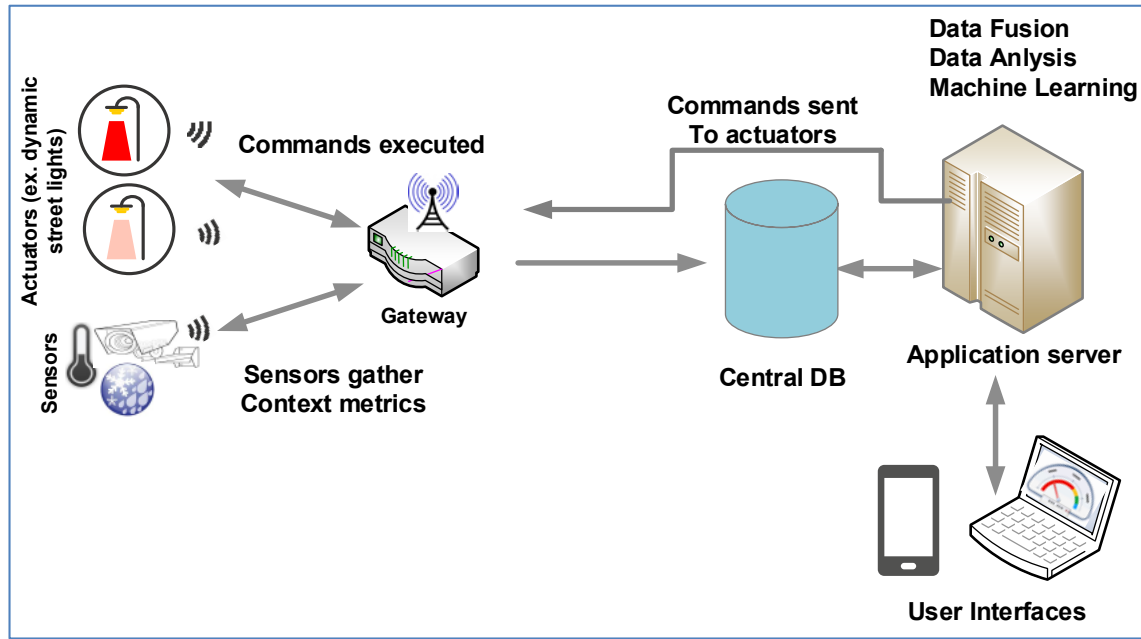 Data Fusion
Data Anlysis
Machine Learning
Actuators (ex. dynamic
street lights)
Commands executed
Commands sent
To actuators
Gateway
Sensors
Sensors gather
Context metrics
Central DB
Application server
User Interfaces